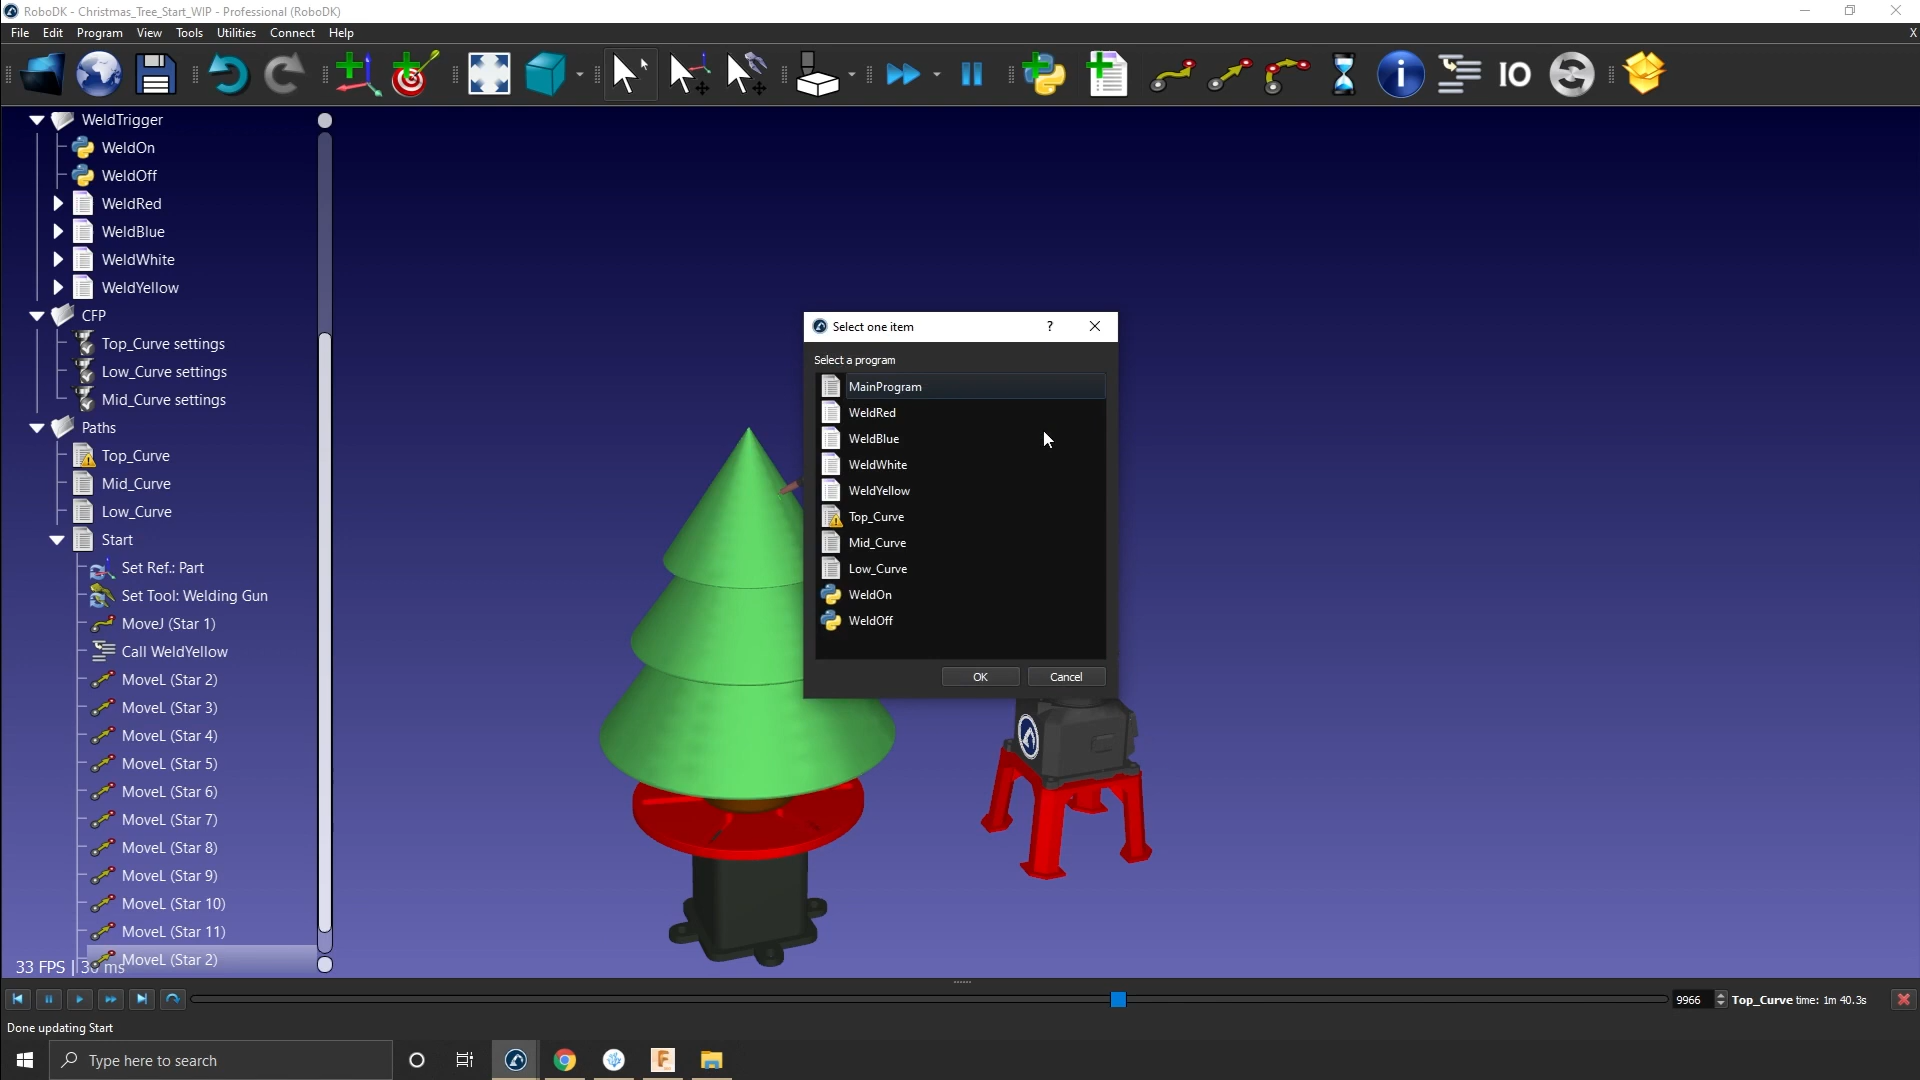 RoboDK - Christmas_Tree_Start_WIP - Professional (RoboDK)
File Edit Program View Tools Utilities Connect Help X
IO
WeldTrigger
WeldOn
WeldOff
WeldRed
WeldBlue
WeldWhite
WeldYellow
CFP
Top_Curve settings
Low_Curve settings
Mid_Curve settings
Paths
Top_Curve
Mid_Curve
Low_Curve
Start
Set Ref.: Part
Set Tool: Welding Gun
MoveJ (Star 1)
Call WeldYellow
MoveL (Star 2)
MoveL (Star 3)
MoveL (Star 4)
MoveL (Star 5)
MoveL (Star 6)
MoveL (Star 7)
MoveL (Star 8)
MoveL (Star 9)
MoveL (Star 10)
MoveL (Star 11)
MoveL (Star 2)
33 FPS | 30 ms
Select one item ?
Select a program
MainProgram
WeldRed
WeldBlue
WeldWhite
WeldYellow
Top_Curve
Mid_Curve
Low_Curve
WeldOn
WeldOff
OK Cancel
9966 Top_Curve time: 1m 40.3s
Done updating Start
Type here to search